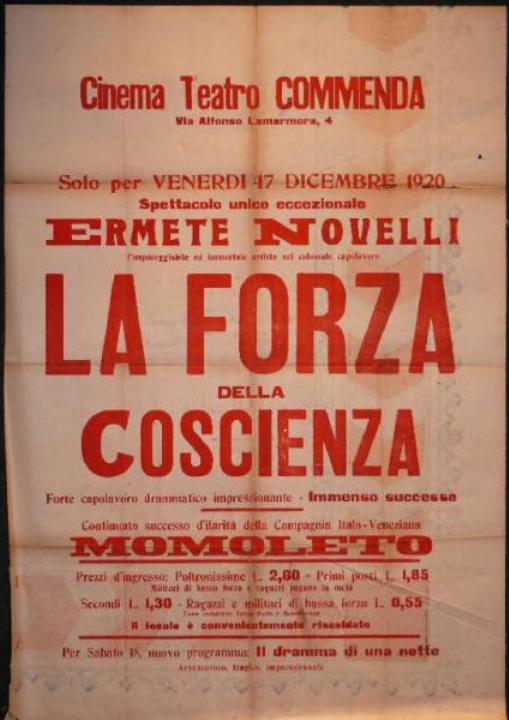 Cinema Teatro COMMENDA
Via Alfonso Lamarmora, 4
Solo per VENERDI 17 DICEMBRE 1920
Spettacolo unico eccezionale
ERMETE NOVELLI
l'impareggiabile ed immortale artista nel colossale capolavoro
LA FORZA
DELLA
COSCIENZA
Forte capolavoro drammatico impressionante - Immenso successo
Continuato successo d'ilarità della Compagnia Italo-Veneziana
MOMOLETO
Prezzi d'ingresso: Poltronissime L. 2,60 - Primi posti L. 1,85
Militari di bassa forza e ragazzi pagano la metà
Secondi L. 1,30 - Ragazzi e militari di bassa forza L. 0,55
Il locale è convenientemente riscaldato
Per Sabato 18, nuovo programma: Il dramma di una notte
Avventuroso, tragico, impressionante